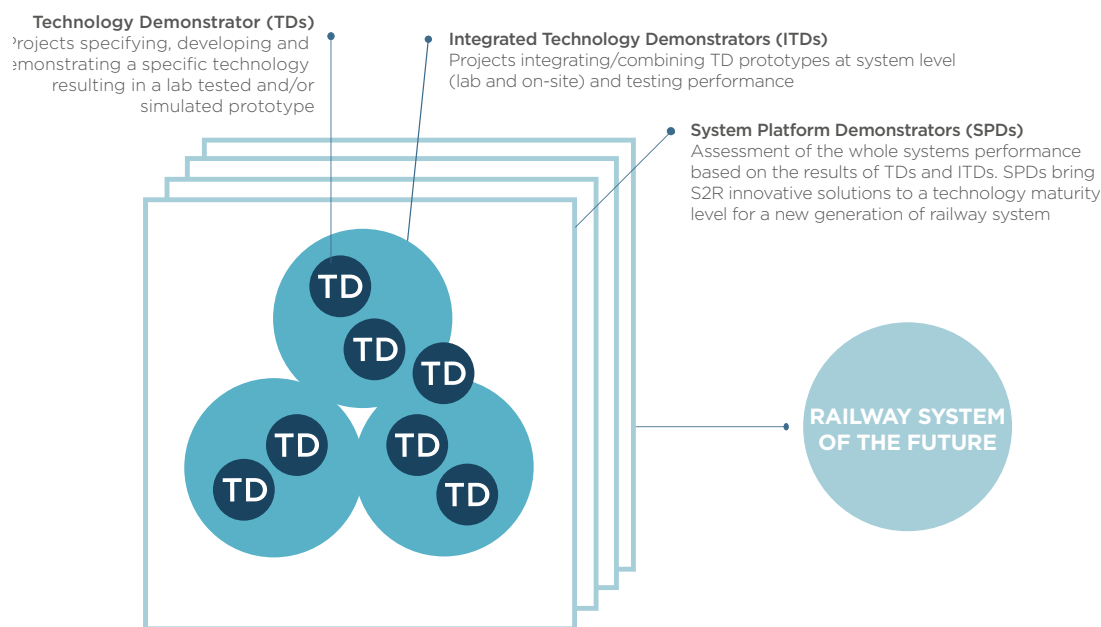 Technology Demonstrator (TDs)
Projects specifying, developing and
demonstrating a specific technology
resulting in a lab tested and/or
simulated prototype
Integrated Technology Demonstrators (ITDs)
Projects integrating/combining TD prototypes at system level
(lab and on-site) and testing performance
System Platform Demonstrators (SPDs)
Assessment of the whole systems performance
based on the results of TDs and ITDs. SPDs bring
S2R innovative solutions to a technology maturity
level for a new generation of railway system
TD
TD
TD
TD
TD
TD
TD
RAILWAY SYSTEM
OF THE FUTURE